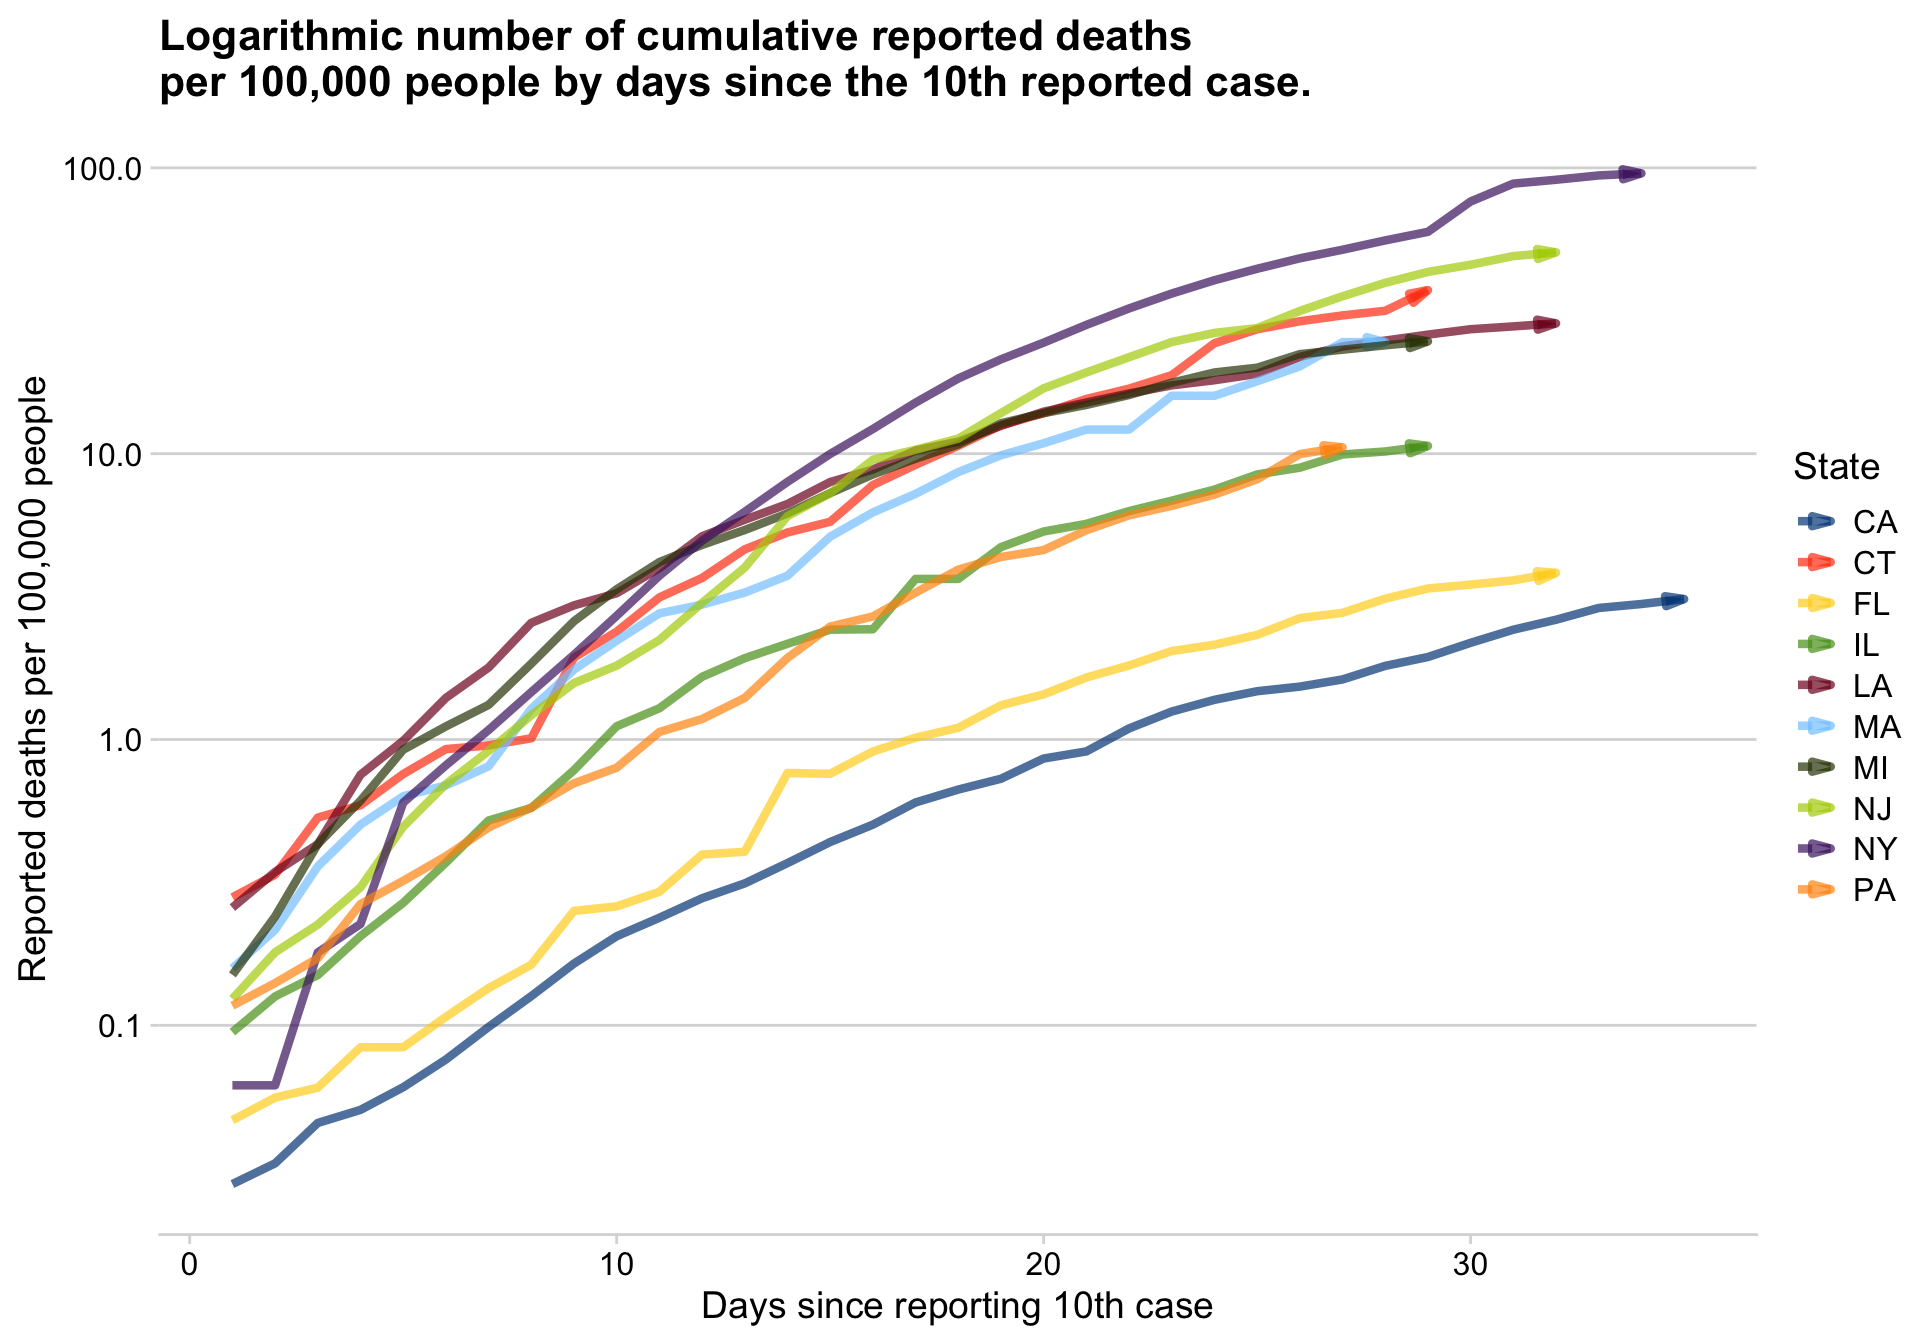 Logarithmic number of cumulative reported deaths
per 100,000 people by days since the 10th reported case.
Reported deaths per 100,000 people
100.0
10.0
1.0
0.1
0
10
20
30
Days since reporting 10th case
State
CA
CT
FL
IL
LA
MA
MI
NJ
NY
PA